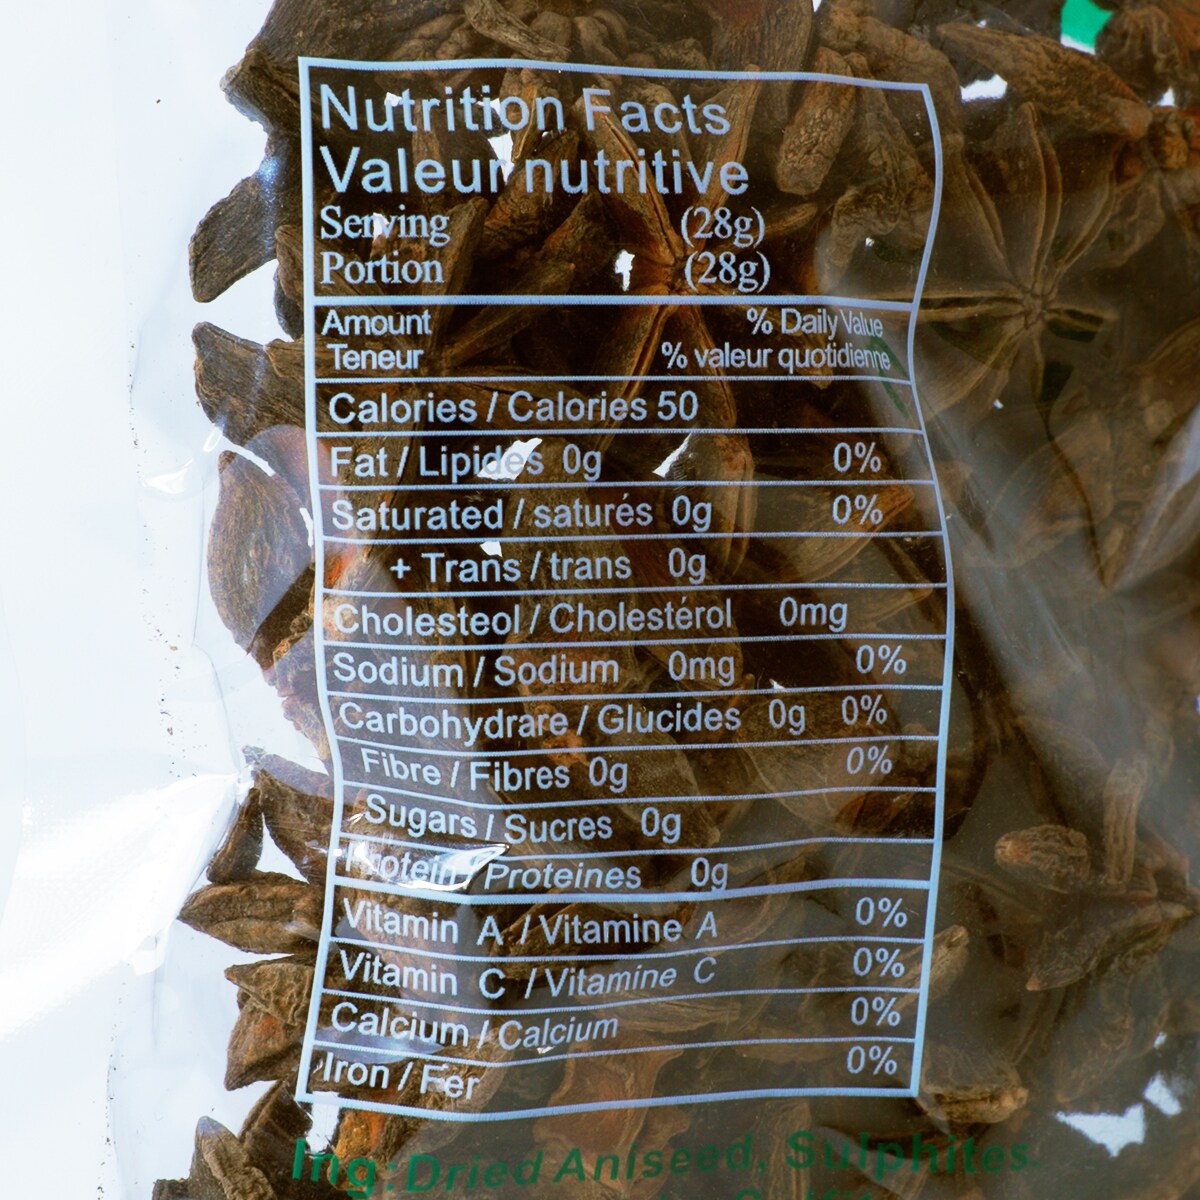 Nutrition Facts
Valeur nutritive
Serving (28g)
Portion (28g)
Amount % Daily Value
Teneur % valeur quotidienne
Calories / Calories 50
Fat / Lipides 0g 0%
Saturated / saturés 0g 0%
+ Trans / trans 0g
Cholesteol / Cholestérol 0mg
Sodium / Sodium 0mg 0%
Carbohydrare / Glucides 0g 0%
Fibre / Fibres 0g 0%
Sugars / Sucres 0g
Protein / Proteines 0g
Vitamin A / Vitamine A 0%
Vitamin C / Vitamine C 0%
Calcium / Calcium 0%
Iron / Fer 0%
Ing: Dried Aniseed, Sulphites.